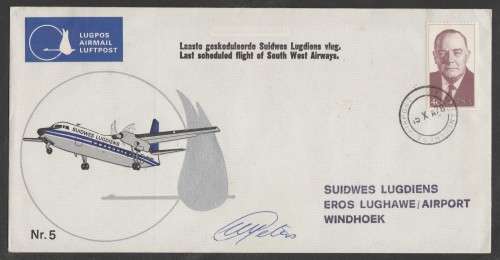 LUGPOS
AIRMAIL
LUFTPOST
Laaste geskeduleerde Suidwes Lugdiens vlug.
Last scheduled flight of South West Airways.
SUIDWES LUGDIENS
SUIDWES LUGDIENS
EROS LUGHAWE/AIRPORT
WINDHOEK
Nr.5